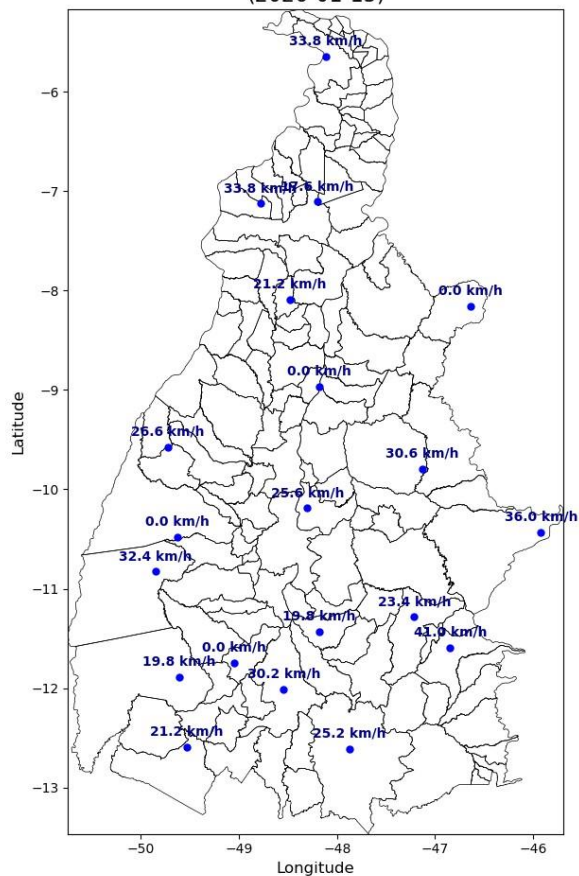 33.8 km/h
−6
33.8 km/h
−7
21.2 km/h
0.0 km/h
−8
0.0 km/h
−9
26.6 km/h
30.6 km/h
Latitude
25.6 km/h
−10
0.0 km/h
36.0 km/h
32.4 km/h
−11
23.4 km/h
19.8 km/h
41.0 km/h
0.0 km/h
19.8 km/h
30.2 km/h
−12
21.2 km/h
25.2 km/h
−13
−50 −49 −48 −47 −46
Longitude